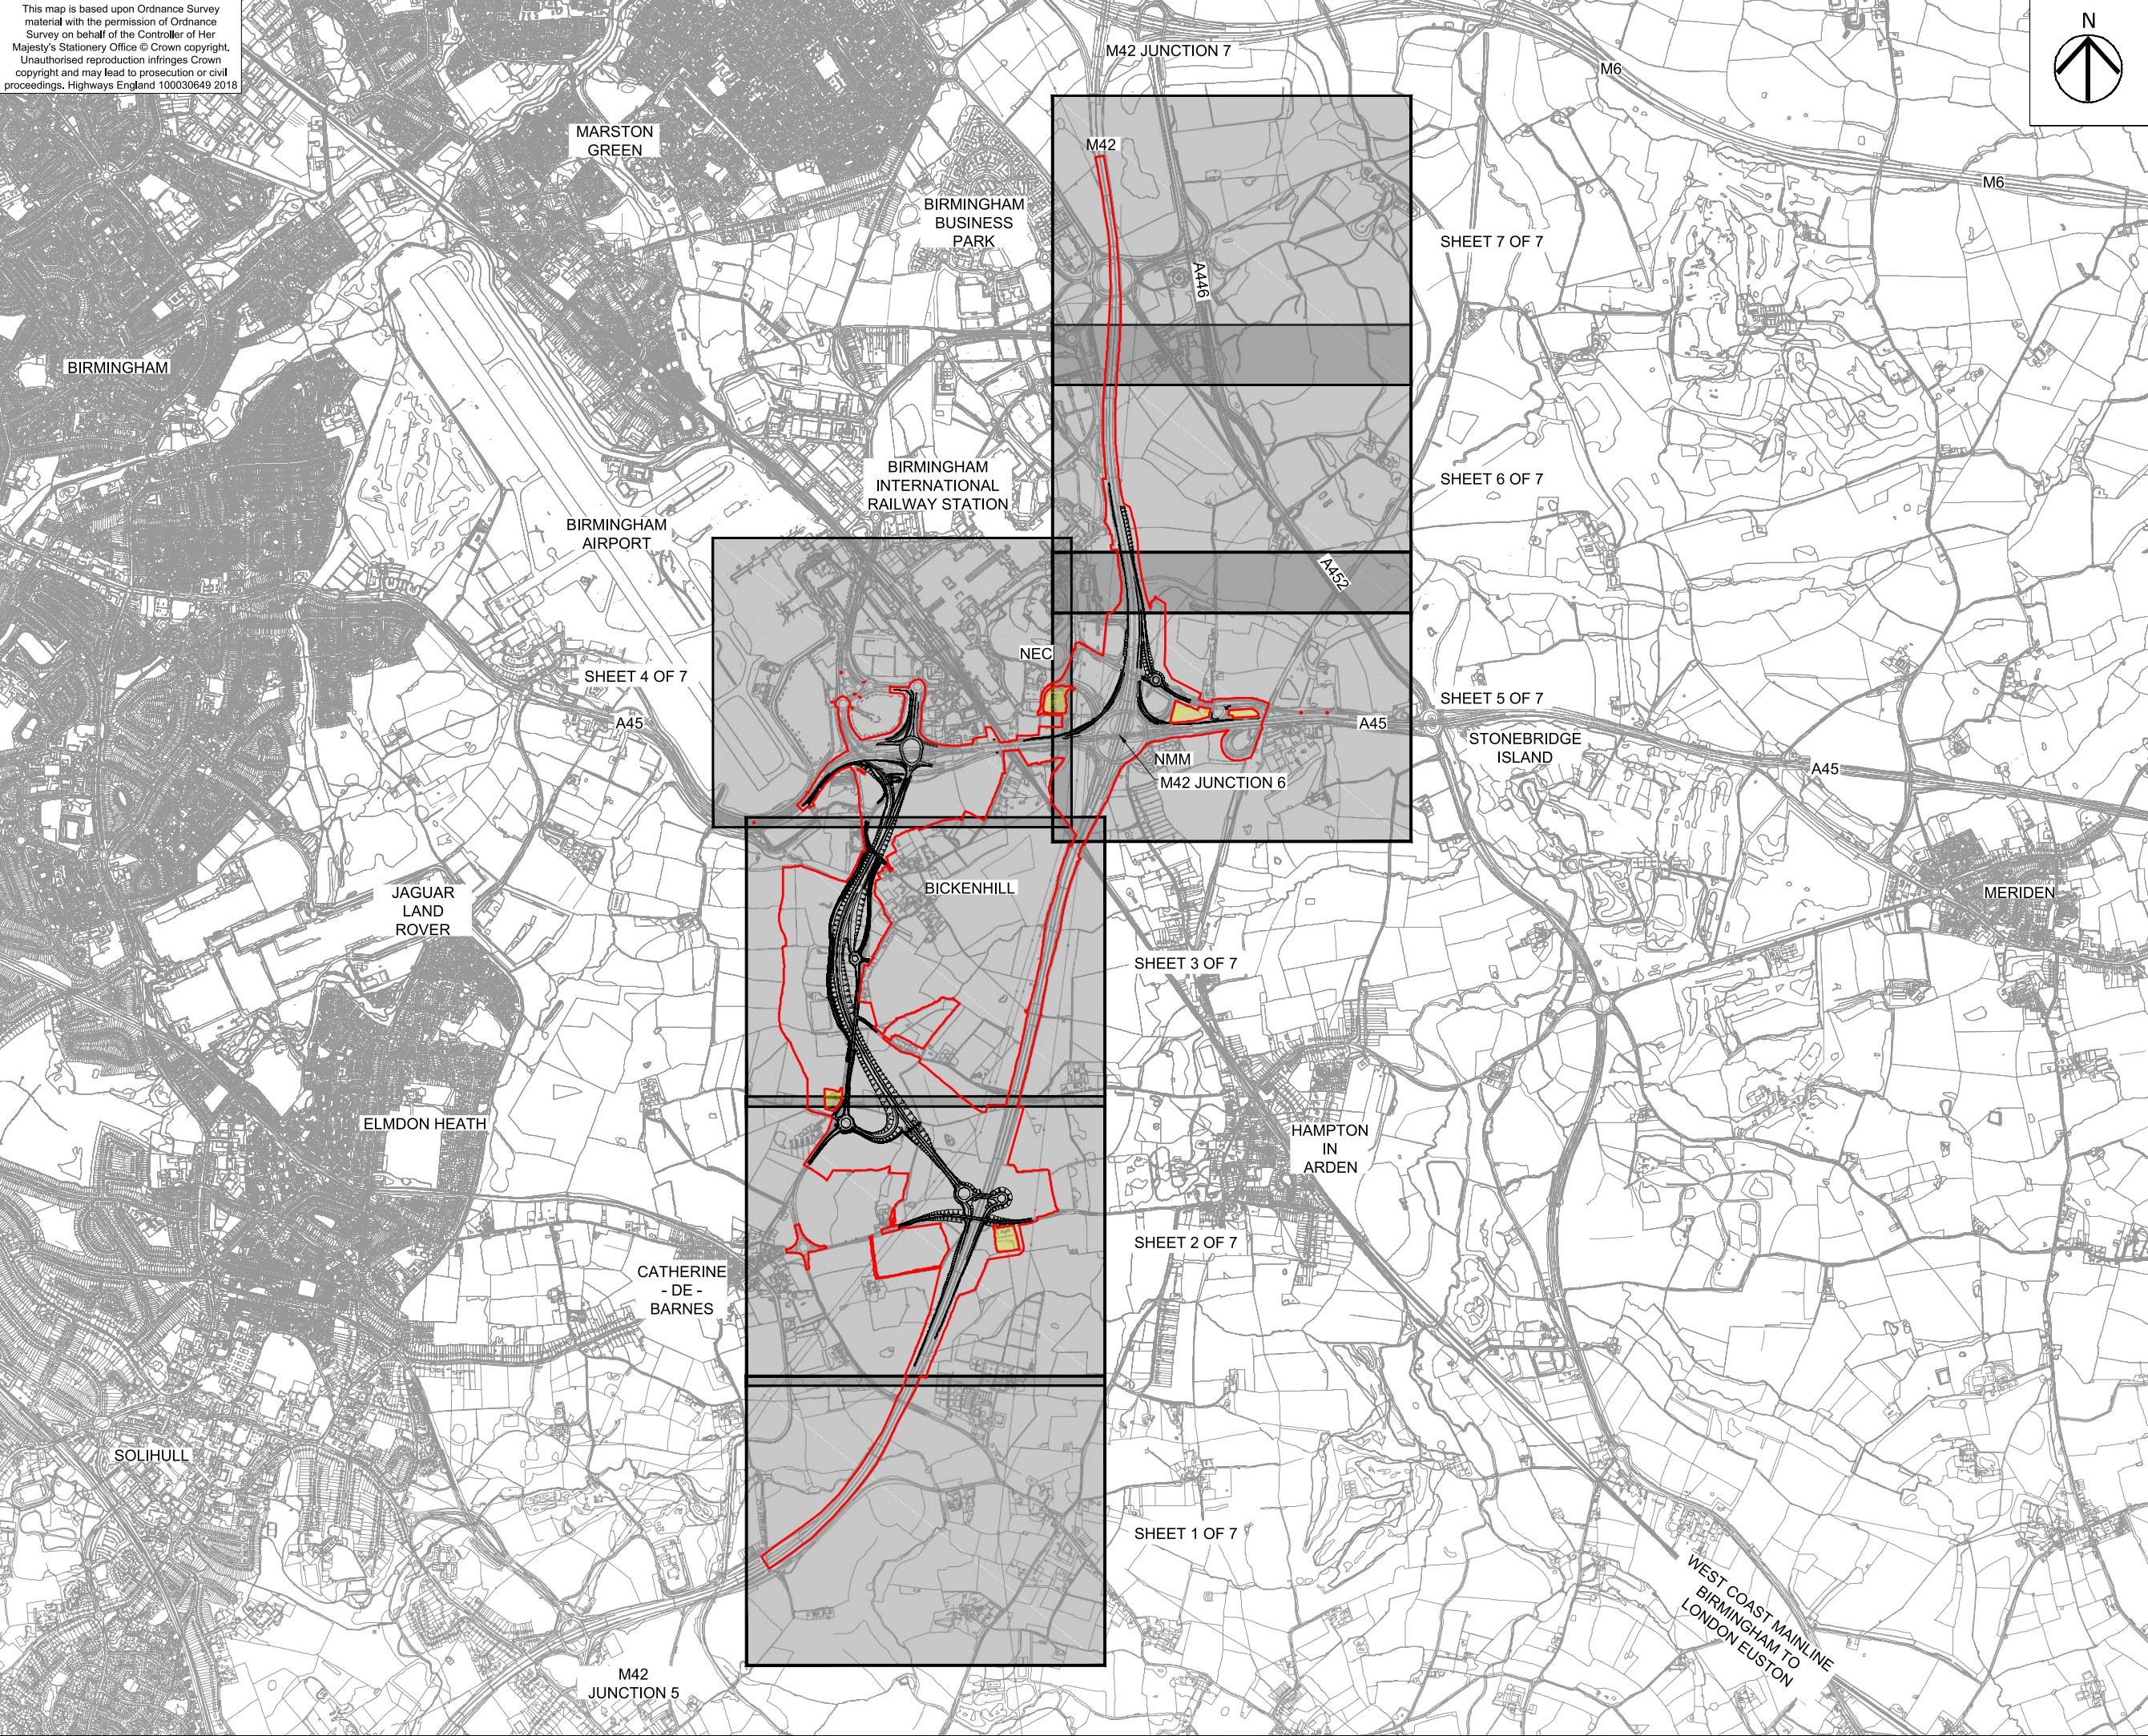 This map is based upon Ordnance Survey
material with the permission of Ordnance
Survey on behalf of the Controller of Her
Majesty's Stationery Office © Crown copyright.
Unauthorised reproduction infringes Crown
copyright and may lead to prosecution or civil
proceedings. Highways England 100030649 2018
N
M42 JUNCTION 7
M6
MARSTON
GREEN
M42
M6
BIRMINGHAM
BUSINESS
PARK
SHEET 7 OF 7
A446
BIRMINGHAM
BIRMINGHAM
INTERNATIONAL
RAILWAY STATION
SHEET 6 OF 7
BIRMINGHAM
AIRPORT
A452
NEC
SHEET 4 OF 7
SHEET 5 OF 7
A45
A45
STONEBRIDGE
ISLAND
NMM
A45
M42 JUNCTION 6
JAGUAR
LAND
ROVER
BICKENHILL
MERIDEN
SHEET 3 OF 7
ELMDON HEATH
HAMPTON
IN
ARDEN
SHEET 2 OF 7
CATHERINE
- DE -
BARNES
SOLIHULL
SHEET 1 OF 7
WEST COAST MAINLINE
BIRMINGHAM TO
LONDON EUSTON
M42
JUNCTION 5